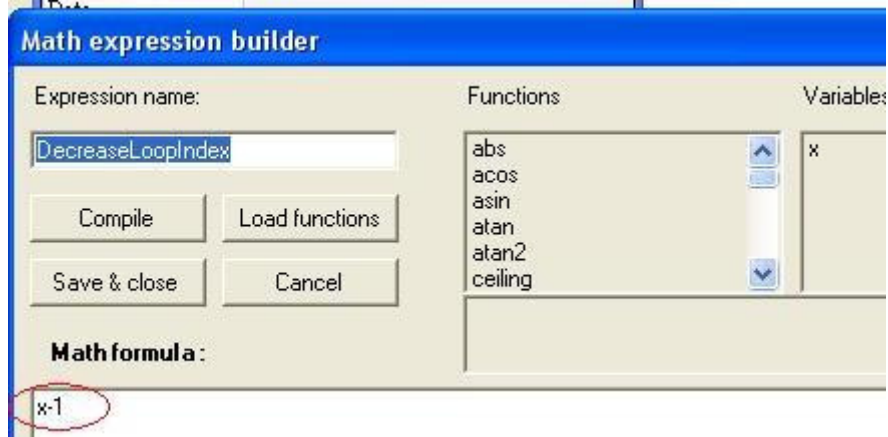 Data
Math expression builder
Expression name:
DecreaseLoopIndex
Compile
Load functions
Save & close
Cancel
Functions
abs
acos
asin
atan
atan2
ceiling
Variables
x
Math formula :
x-1